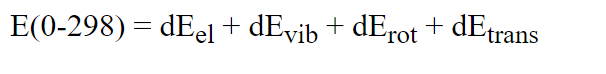 E(0-298) = dEel + dEvib + dErot + dEtrans